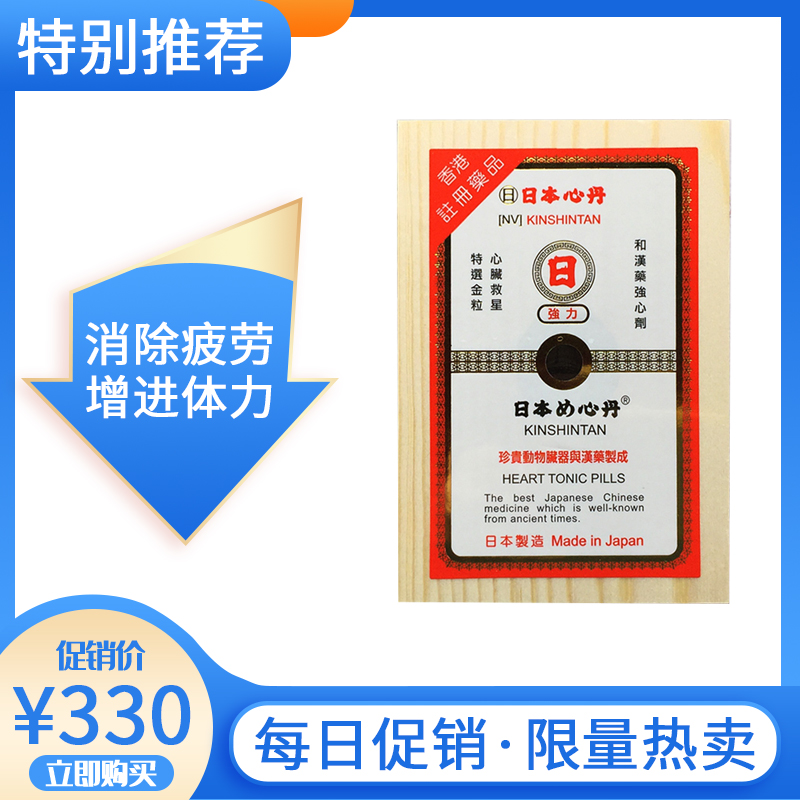 特别推荐
消除疲劳
增进体力
香港
註冊藥品
日 日本心丹
[NV] KINSHINTAN
心臟救星
特選金粒
日
強力
和漢藥強心劑
日本め心丹®
KINSHINTAN
珍貴動物臟器與漢藥製成
HEART TONIC PILLS
The best Japanese Chinese
medicine which is well-known
from ancient times.
日本製造 Made in Japan
促销价
¥330
立即购买
每日促销·限量热卖